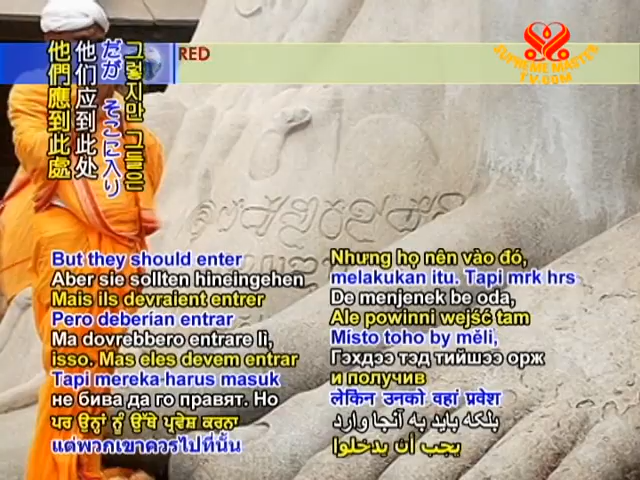 RED
SUPREME MASTER
TV.COM
他們應到此處
他们应到此处
だが そこに入り
그렇지만 그들은
But they should enter
Aber sie sollten hineingehen
Mais ils devraient entrer
Pero deberían entrar
Ma dovrebbero entrare lì,
isso. Mas eles devem entrar
Tapi mereka harus masuk
не бива да го правят. Но
ਪਰ ਉਨ੍ਹਾਂ ਨੂੰ ਉੱਥੇ ਪ੍ਰਵੇਸ਼ ਕਰਨਾ
แต่พวกเขาควรไปที่นั้น
Nhưng họ nên vào đó,
melakukan itu. Tapi mrk hrs
De menjenek be oda,
Ale powinni wejść tam
Místo toho by měli,
Гэхдээ тэд тийшээ орж
и получив
लेकिन उनको वहां प्रवेश
بلکه باید به آنجا وارد
يجب أن يدخلوا